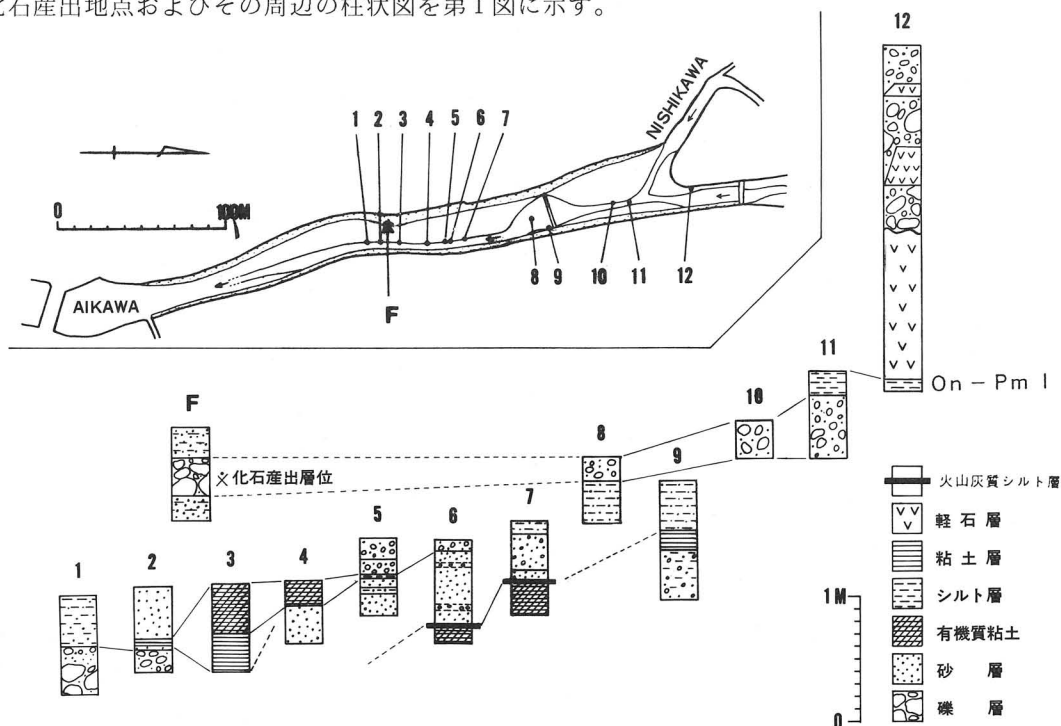 化石産出地点およびその周辺の柱状図を第1図に示す。
12
NISHIKAWA
1 2 3 4 5 6 7
0 100M
8 9 10 11 12
AIKAWA
F
11
On-Pm I
F
10
8
9
※化石産出層位
7
5 6
4
3
2
1
火山灰質シルト層
軽石層
粘土層
シルト層
有機質粘土
砂層
礫層
1M
0